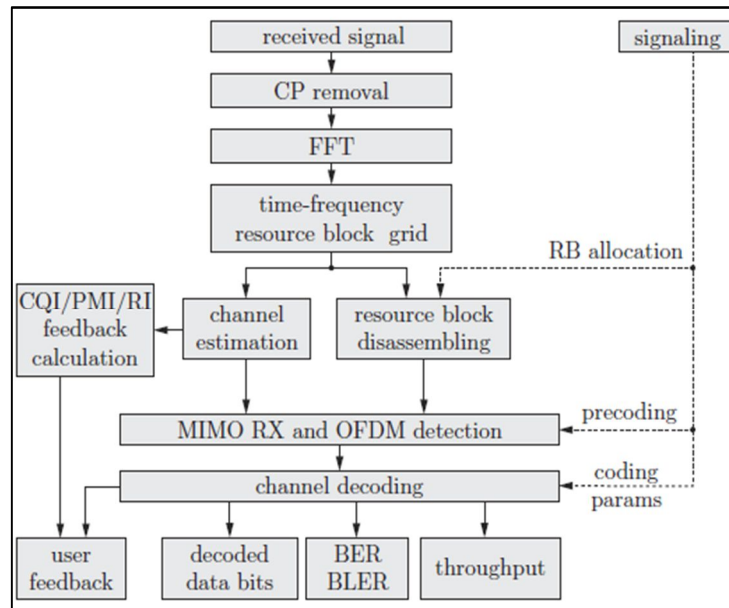 received signal
signaling
CP removal
FFT
time-frequency
resource block grid
RB allocation
CQI/PMI/RI
feedback
calculation
channel
estimation
resource block
disassembling
precoding
MIMO RX and OFDM detection
coding
params
channel decoding
user
feedback
decoded
data bits
BER
BLER
throughput